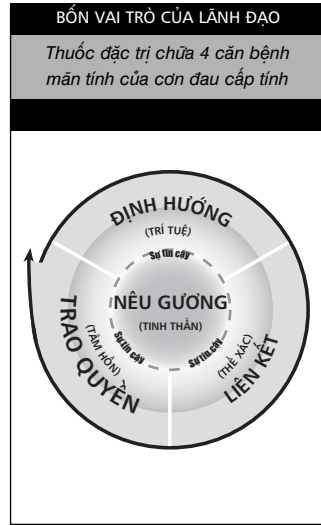 BỐN VAI TRÒ CỦA LÃNH ĐẠO
Thuốc đặc trị chữa 4 căn bệnh
mãn tính của cơn đau cấp tính
ĐỊNH HƯỚNG
(TRÍ TUỆ)
Sự tin cậy
NÊU GƯƠNG
(TINH THẦN)
Sự tin cậy
Sự tin cậy
TRAO QUYỀN
(TÂM HỒN)
LIÊN KẾT
(THỂ XÁC)